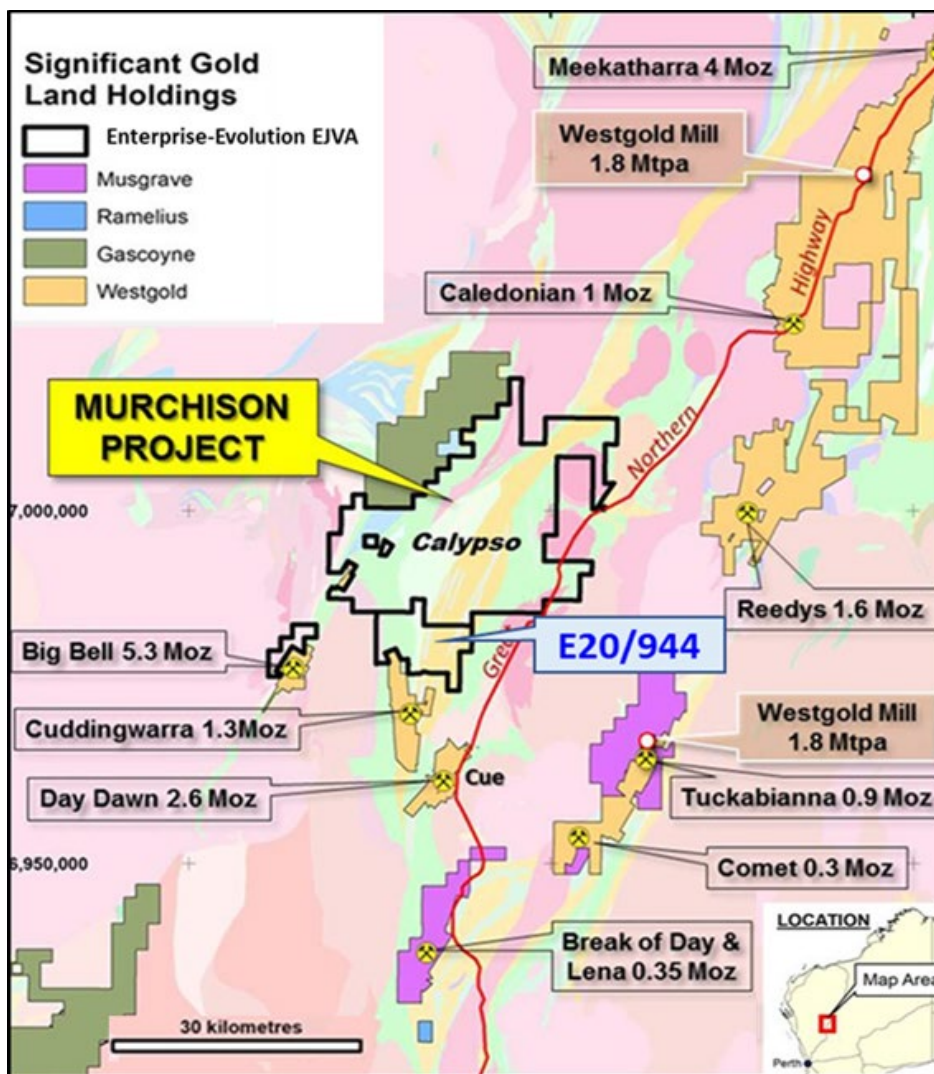 Significant Gold
Land Holdings
Enterprise-Evolution EJVA
Musgrave
Ramelius
Gascoyne
Westgold
Meekatharra 4 Moz
Westgold Mill
1.8 Mtpa
Highway
Caledonian 1 Moz
MURCHISON
PROJECT
Northern
7,000,000
Calypso
Reedys 1.6 Moz
E20/944
Great
Big Bell 5.3 Moz
Cuddingwarra 1.3Moz
Westgold Mill
1.8 Mtpa
Day Dawn 2.6 Moz
Cue
Tuckabianna 0.9 Moz
6,950,000
Comet 0.3 Moz
Break of Day &
Lena 0.35 Moz
LOCATION
Map Area
Perth
30 kilometres